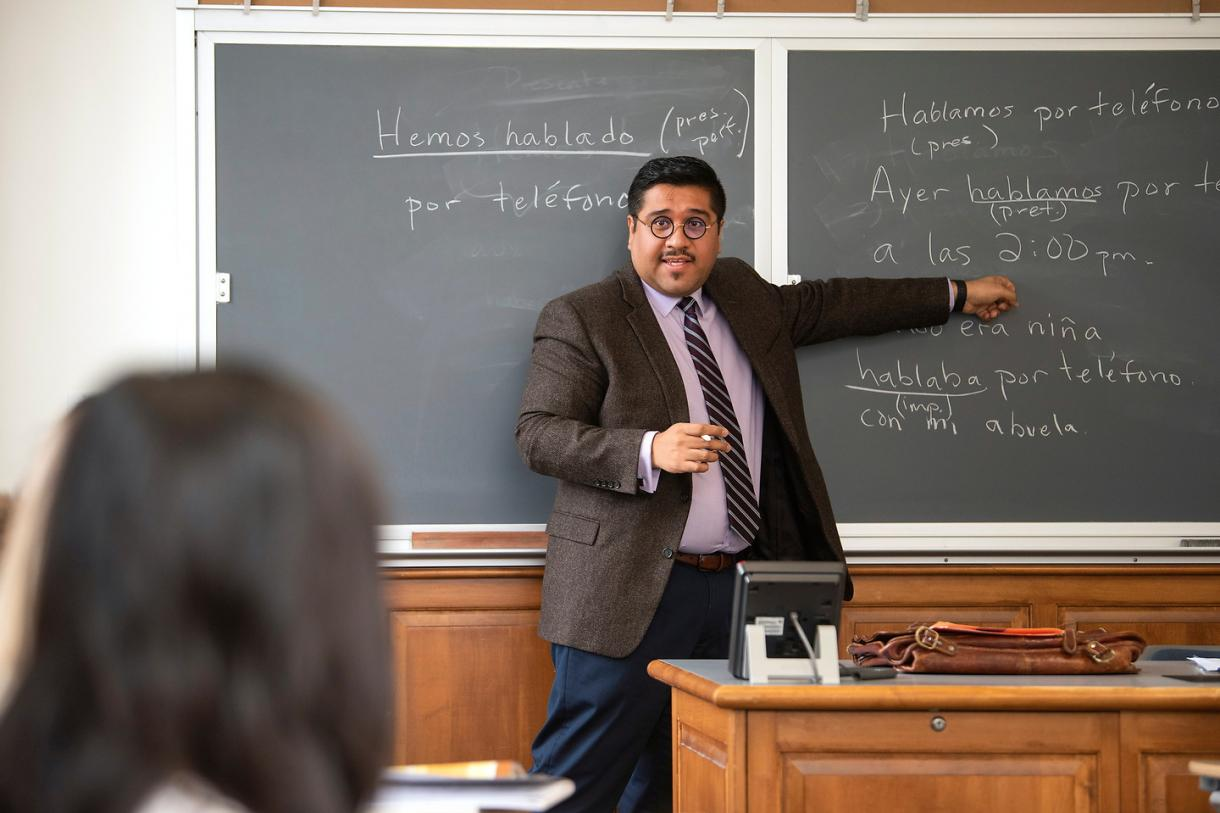 Hemos hablado (pres. part.)
por teléfono
Hablamos por teléfono
(pres.)
Ayer hablamos por te
(pret.)
a las 2:00 pm.
era niña
hablaba por teléfono.
(imp.)
con mi abuela.